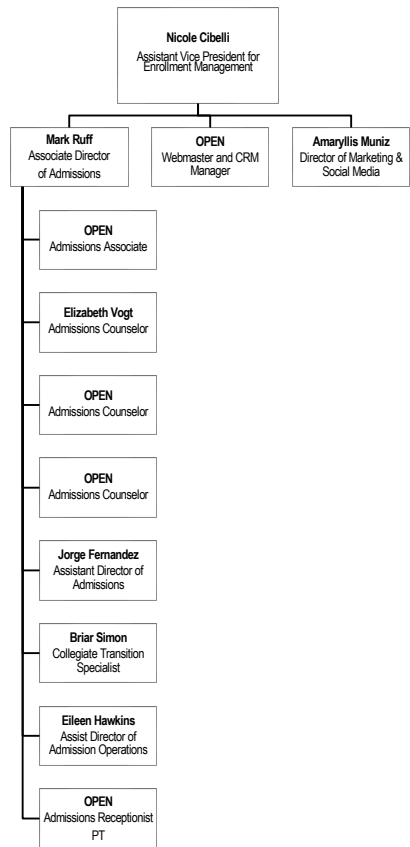 Nicole Cibelli
Assistant Vice President for
Enrollment Management
Mark Ruff
Associate Director
of Admissions
OPEN
Webmaster and CRM
Manager
Amaryllis Muniz
Director of Marketing &
Social Media
OPEN
Admissions Associate
Elizabeth Vogt
Admissions Counselor
OPEN
Admissions Counselor
OPEN
Admissions Counselor
Jorge Fernandez
Assistant Director of
Admissions
Briar Simon
Collegiate Transition
Specialist
Eileen Hawkins
Assist Director of
Admission Operations
OPEN
Admissions Receptionist
PT